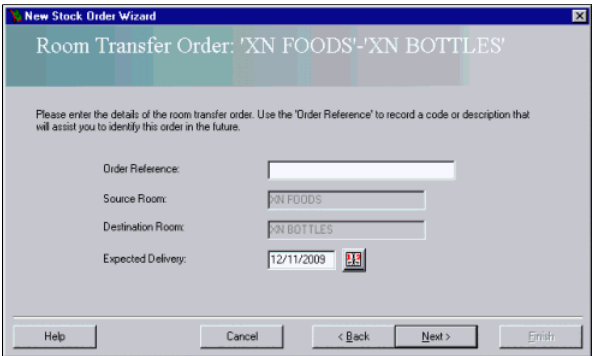 New Stock Order Wizard
Room Transfer Order: 'XN FOODS'-'XN BOTTLES'
Please enter the details of the room transfer order. Use the 'Order Reference' to record a code or description that
will assist you to identify this order in the future.
Order Reference:
Source Room: XN FOODS
Destination Room: XN BOTTLES
Expected Delivery: 12/11/2009
Help Cancel < Back Next > Finish